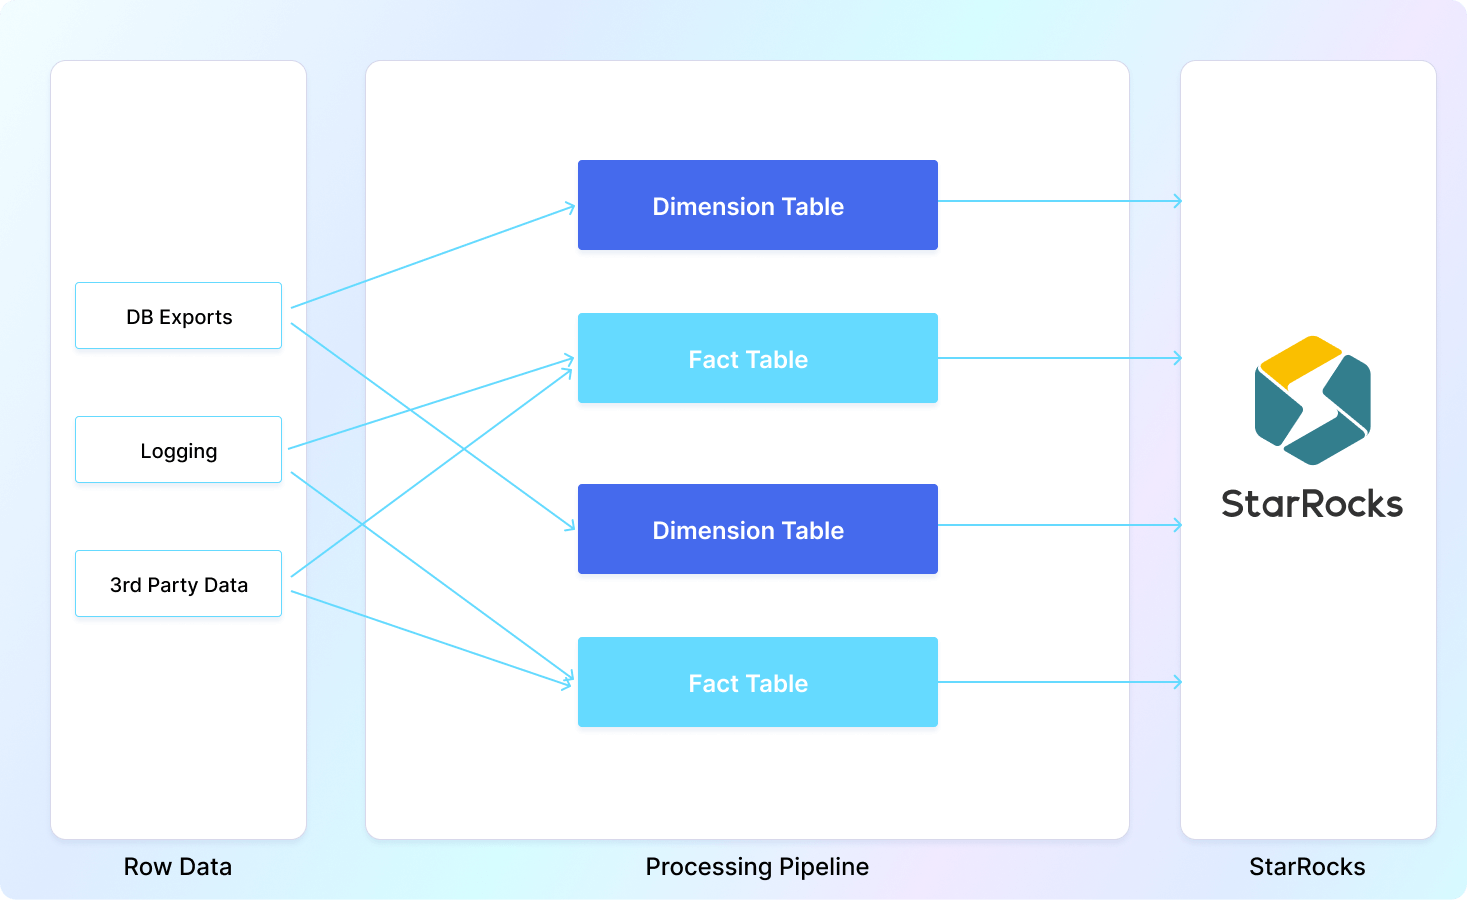 DB Exports
Logging
3rd Party Data
Row Data
Dimension Table
Fact Table
Dimension Table
Fact Table
Processing Pipeline
StarRocks
StarRocks